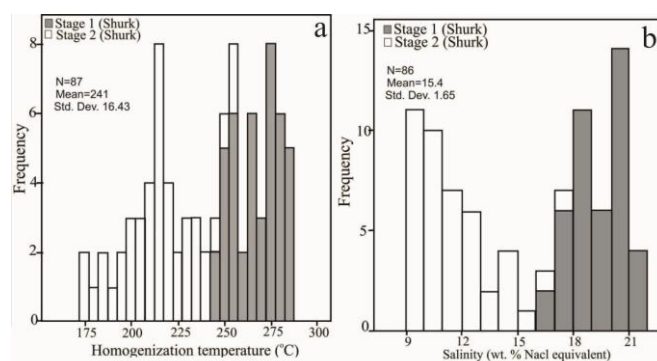 Stage 1 (Shurk)
Stage 2 (Shurk)
a
N=87
Mean=241
Std. Dev. 16.43
Frequency
8
6
4
2
0
175
200
225
250
275
300
Homogenization temperature (°C)
Stage 1 (Shurk)
Stage 2 (Shurk)
b
N=86
Mean=15.4
Std. Dev. 1.65
Frequency
15
10
5
0
9
12
15
18
21
Salinity (wt. % Nacl equivalent)